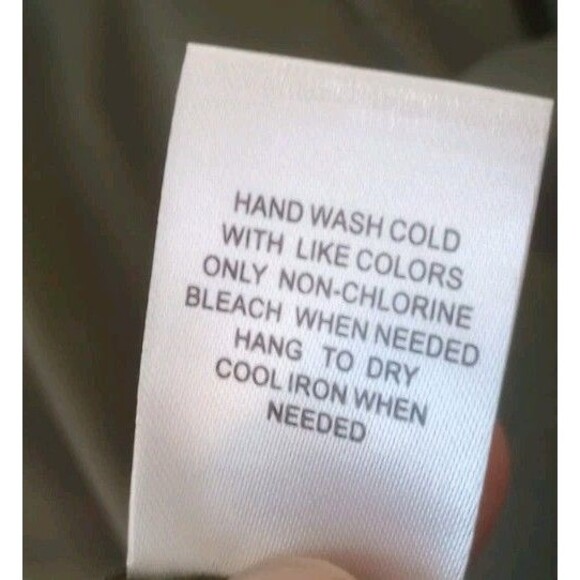 HAND WASH COLD
WITH LIKE COLORS
ONLY NON-CHLORINE
BLEACH WHEN NEEDED
HANG TO DRY
COOL IRON WHEN
NEEDED